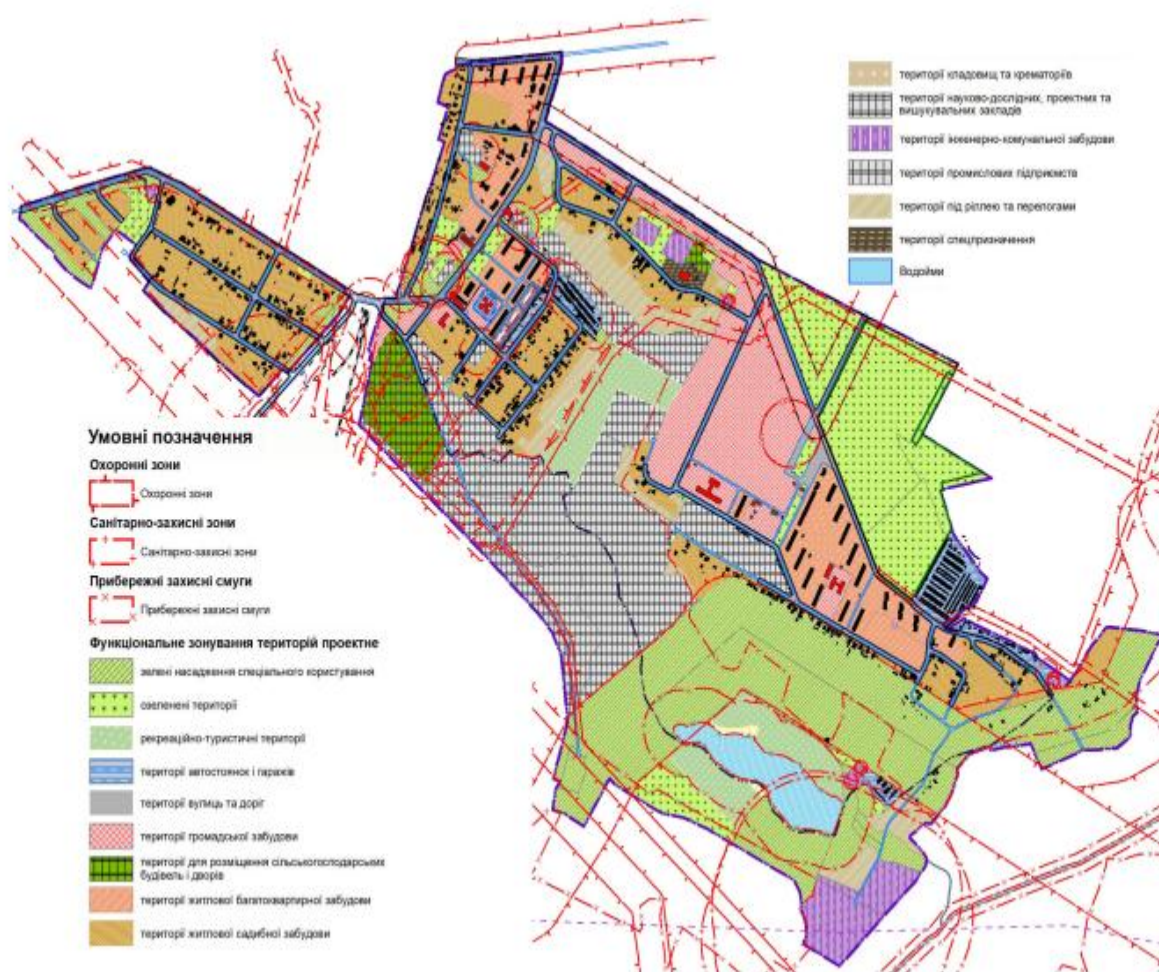 території кладовищ та крематоріїв
території науково-дослідних, проектних та
вишукувальних закладів
території інженерно-комунальної забудови
території промислових підприємств
території під ріллею та перелогами
території спецпризначення
Водойми
Умовні позначення
Охоронні зони
Охоронні зони
Санітарно-захисні зони
Санітарно-захисні зони
Прибережні захисні смуги
Прибережні захисні смуги
Функціональне зонування територій проектне
зелені насадження спеціального користування
озеленені території
рекреаційно-туристичні території
території автостоянок і гаражів
території вулиць та доріг
території громадської забудови
території для розміщення сільськогосподарських
будівель і дворів
території житлової багатоквартирної забудови
території житлової садибної забудови